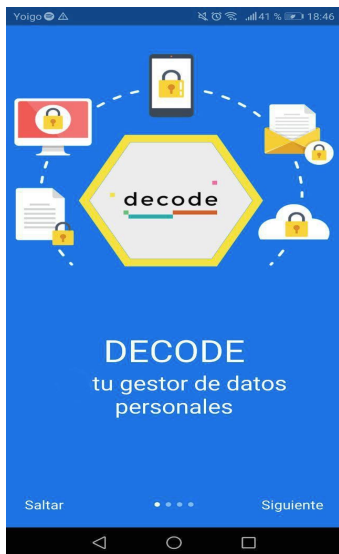 Yoigo 41 % 18:46
decode
DECODE
tu gestor de datos
personales
Saltar Siguiente